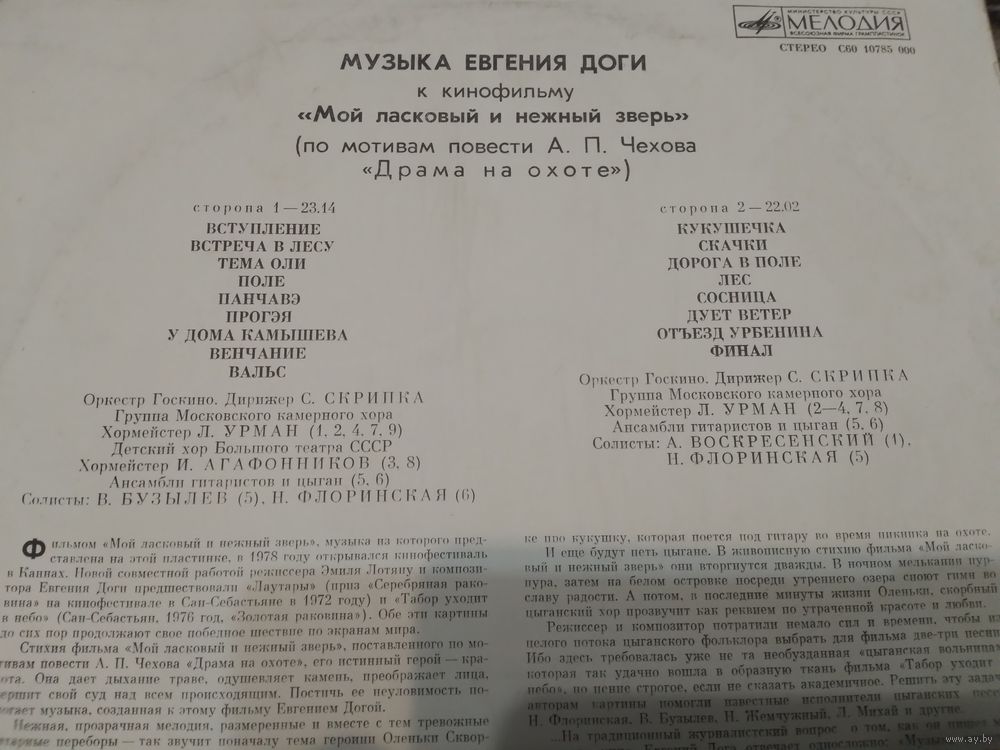 МИНИСТЕРСТВО КУЛЬТУРЫ СССР
МЕЛОДИЯ
ВСЕСОЮЗНАЯ ФИРМА ГРАМПЛАСТИНОК
СТЕРЕО С60 10785 000
МУЗЫКА ЕВГЕНИЯ ДОГИ
к кинофильму
«Мой ласковый и нежный зверь»
(по мотивам повести А. П. Чехова
«Драма на охоте»)
сторона 1 — 23.14
ВСТУПЛЕНИЕ
ВСТРЕЧА В ЛЕСУ
ТЕМА ОЛИ
ПОЛЕ
ПАНЧАВЭ
ПРОГЭЯ
У ДОМА КАМЫШЕВА
ВЕНЧАНИЕ
ВАЛЬС
Оркестр Госкино. Дирижер С. СКРИПКА
Группа Московского камерного хора
Хормейстер Л. УРМАН (1, 2, 4, 7, 9)
Детский хор Большого театра СССР
Хормейстер И. АГАФОННИКОВ (3, 8)
Ансамбли гитаристов и цыган (5, 6)
Солисты: В. БУЗЫЛЕВ (5), Н. ФЛОРИНСКАЯ (6)
сторона 2 — 22.02
КУКУШЕЧКА
СКАЧКИ
ДОРОГА В ПОЛЕ
ЛЕС
СОСНИЦА
ДУЕТ ВЕТЕР
ОТЪЕЗД УРБЕНИНА
ФИНАЛ
Оркестр Госкино. Дирижер С. СКРИПКА
Группа Московского камерного хора
Хормейстер Л. УРМАН (2—4, 7, 8)
Ансамбли гитаристов и цыган (5, 6)
Солисты: А. ВОСКРЕСЕНСКИЙ (1),
Н. ФЛОРИНСКАЯ (5)
Фильмом «Мой ласковый и нежный зверь», музыка из которого пред-
ставлена на этой пластинке, в 1978 году открывался кинофестиваль
в Каннах. Новой совместной работой режиссера Эмиля Лотяну и компози-
тора Евгения Доги предшествовали «Лаутары» (приз «Серебряная рако-
вина» на кинофестивале в Сан-Себастьяне в 1972 году) и «Табор уходит
в небо» (Сан-Себастьян, 1976 год, «Золотая раковина»). Обе эти картины
до сих пор продолжают свое победное шествие по экранам мира.
Стихия фильма «Мой ласковый и нежный зверь», поставленного по мо-
тивам повести А. П. Чехова «Драма на охоте», его истинный герой — кра-
ота. Она дает дыхание траве, одушевляет камень, преображает лица,
вершит свой суд над всем происходящим. Постичь ее неуловимость по-
огает музыка, созданная к этому фильму Евгением Догой.
Нежная, прозрачная мелодия, размеренные и вместе с тем тревожные
переборы — так звучит поначалу тема героини Оленьки Сквор-
ке про кукушку, которая поется под гитару во время пикника на охоте.
И еще будут петь цыгане. В живописную стихию фильма «Мой ласко-
вый и нежный зверь» они вторгнутся дважды. В ночном мелькании пур-
пура, затем на белом островке посреди утреннего озера споют гимн во
славу радости. А потом, в последние минуты жизни Оленьки, скорбный
цыганский хор прозвучит как реквием по утраченной красоте и любви.
Режиссер и композитор потратили немало сил и времени, чтобы из
целого потока цыганского фольклора выбрать для фильма две-три песни
Ибо здесь требовалась уже не та необузданная «цыганская вольница»
которая так удачно вошла в образную ткань фильма «Табор уходит
небо», но пение строгое, если не сказать академичное. Решить эту задач
авторам картины помогли известные исполнители цыганских песен
Н. Флоринская, В. Бузылев, Н. Жемчужный, Л. Михай и другие.
...На традиционный журналистский вопрос о том, как он пишет м
Евгений Дога отвечает
www.ay.by